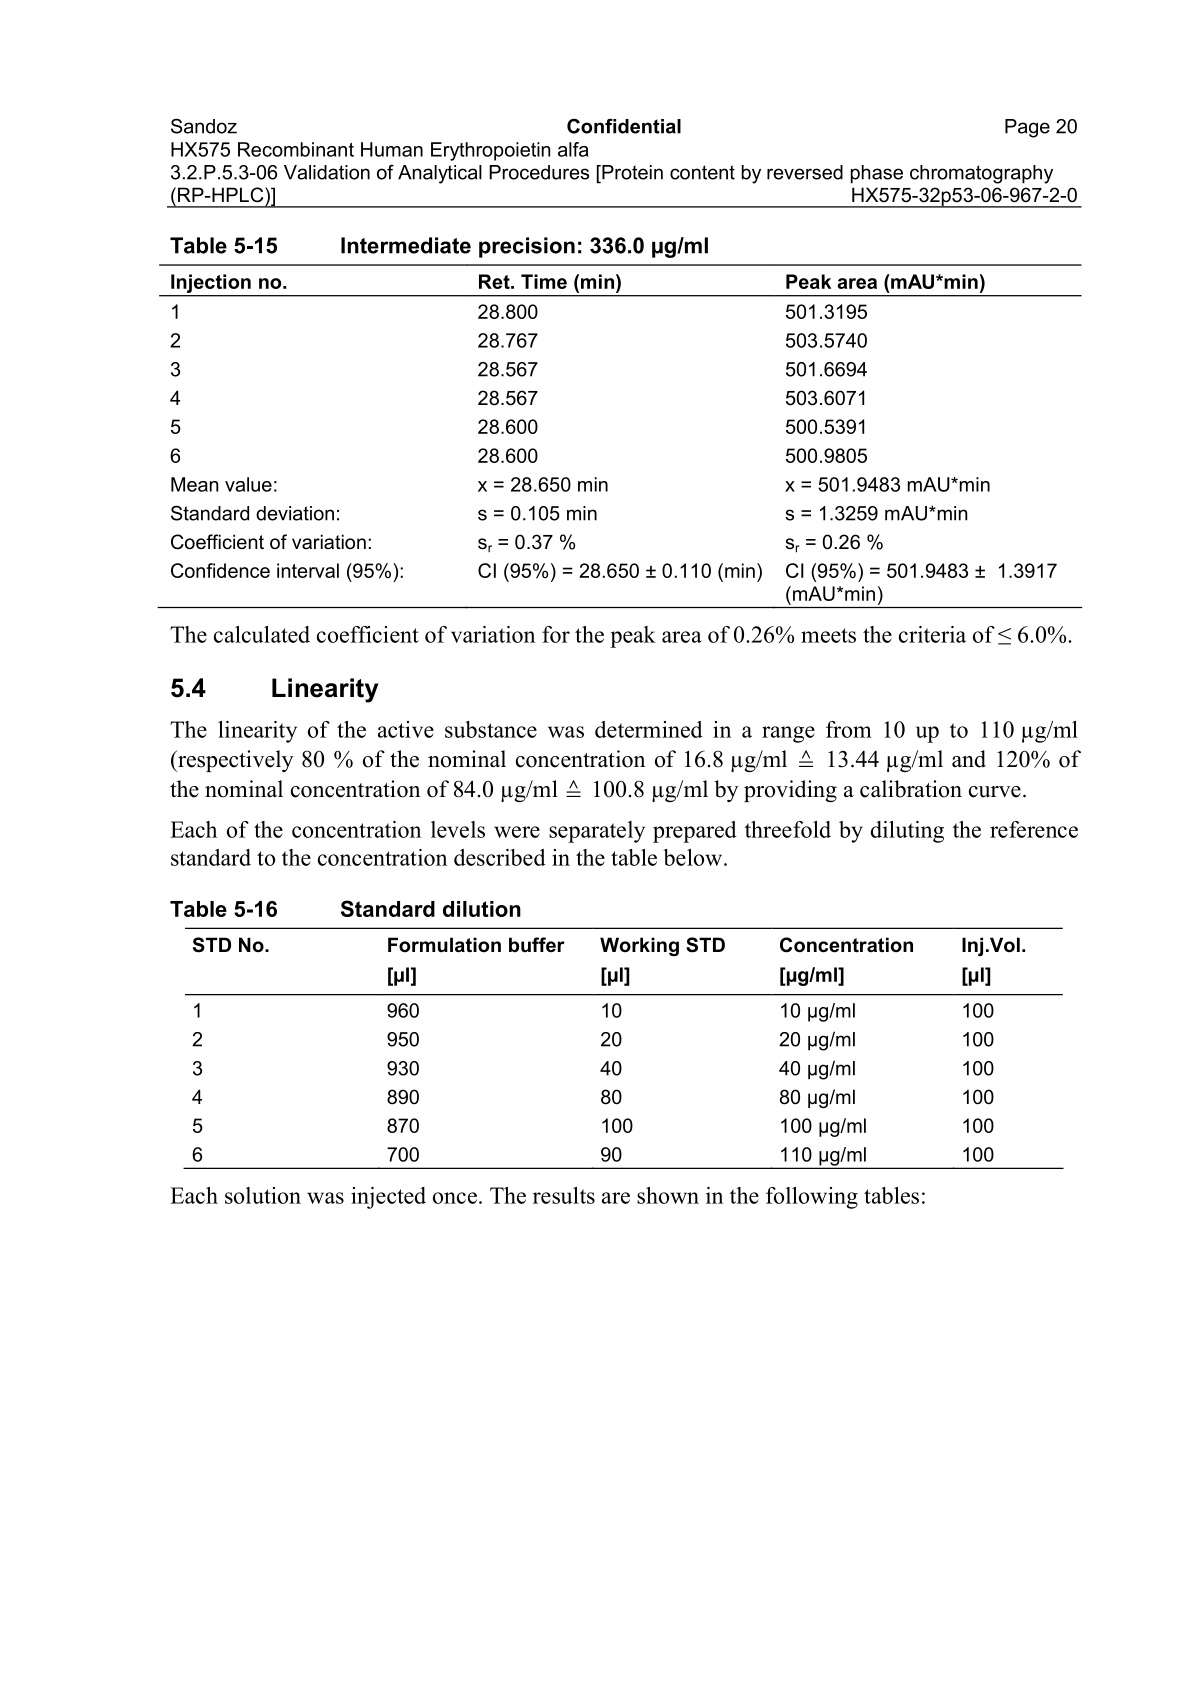 Sandoz Confidential Page 20
HX575 Recombinant Human Erythropoietin alfa
3.2.P.5.3-06 Validation of Analytical Procedures [Protein content by reversed phase chromatography
(RP-HPLC)] HX575-32p53-06-967-2-0
Table 5-15 Intermediate precision: 336.0 µg/ml
Injection no. Ret. Time (min) Peak area (mAU*min)
1 28.800 501.3195
2 28.767 503.5740
3 28.567 501.6694
4 28.567 503.6071
5 28.600 500.5391
6 28.600 500.9805
Mean value: x = 28.650 min x = 501.9483 mAU*min
Standard deviation: s = 0.105 min s = 1.3259 mAU*min
Coefficient of variation: sr = 0.37 % sr = 0.26 %
Confidence interval (95%): CI (95%) = 28.650 ± 0.110 (min) CI (95%) = 501.9483 ± 1.3917
(mAU*min)
The calculated coefficient of variation for the peak area of 0.26% meets the criteria of ≤ 6.0%.
5.4 Linearity
The linearity of the active substance was determined in a range from 10 up to 110 µg/ml
(respectively 80 % of the nominal concentration of 16.8 µg/ml ≙ 13.44 µg/ml and 120% of
the nominal concentration of 84.0 µg/ml ≙ 100.8 µg/ml by providing a calibration curve.
Each of the concentration levels were separately prepared threefold by diluting the reference
standard to the concentration described in the table below.
Table 5-16 Standard dilution
STD No. Formulation buffer Working STD Concentration Inj.Vol.
[µl] [µl] [µg/ml] [µl]
1 960 10 10 µg/ml 100
2 950 20 20 µg/ml 100
3 930 40 40 µg/ml 100
4 890 80 80 µg/ml 100
5 870 100 100 µg/ml 100
6 700 90 110 µg/ml 100
Each solution was injected once. The results are shown in the following tables: